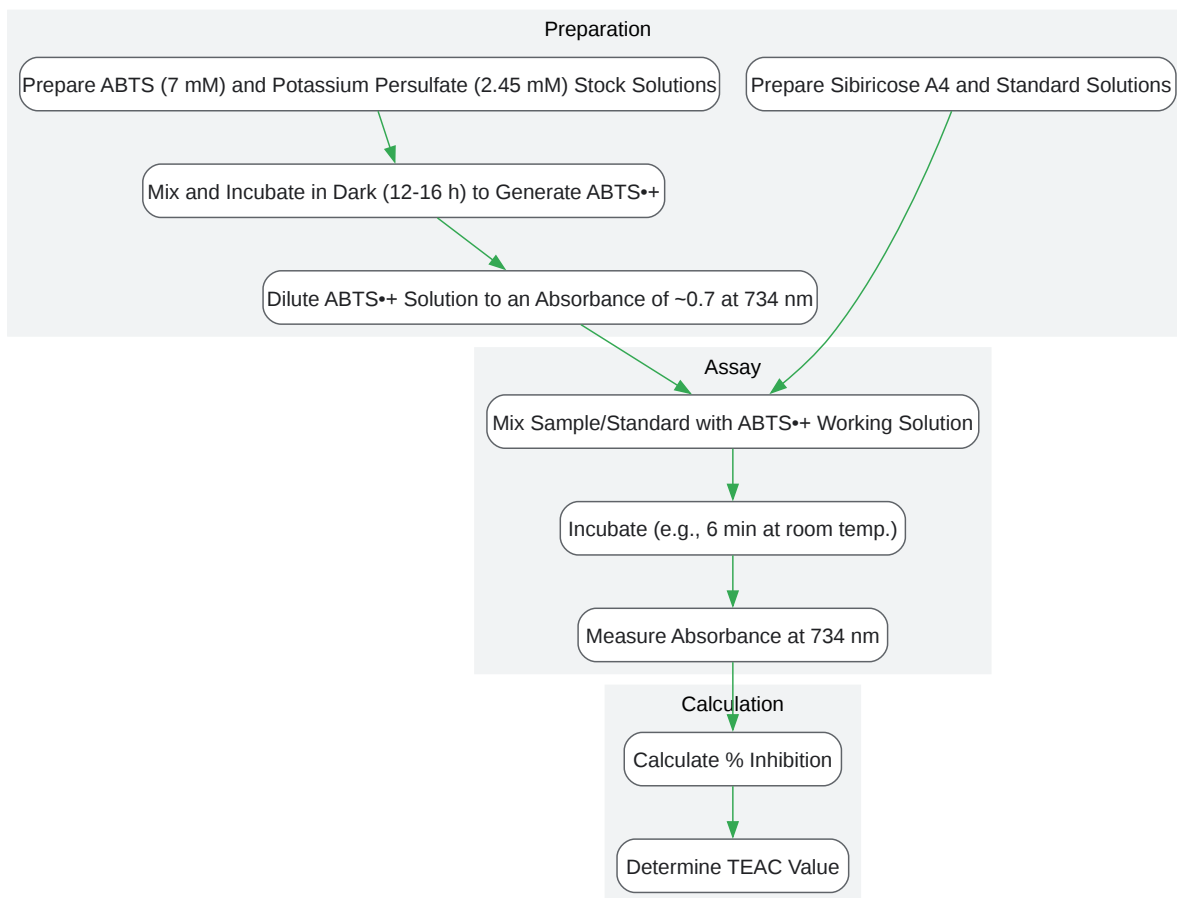 Preparation
Prepare ABTS (7 mM) and Potassium Persulfate (2.45 mM) Stock Solutions
Prepare Sibiricose A4 and Standard Solutions
Mix and Incubate in Dark (12-16 h) to Generate ABTS•+
Dilute ABTS•+ Solution to an Absorbance of ~0.7 at 734 nm
Assay
Mix Sample/Standard with ABTS•+ Working Solution
Incubate (e.g., 6 min at room temp.)
Measure Absorbance at 734 nm
Calculation
Calculate % Inhibition
Determine TEAC Value